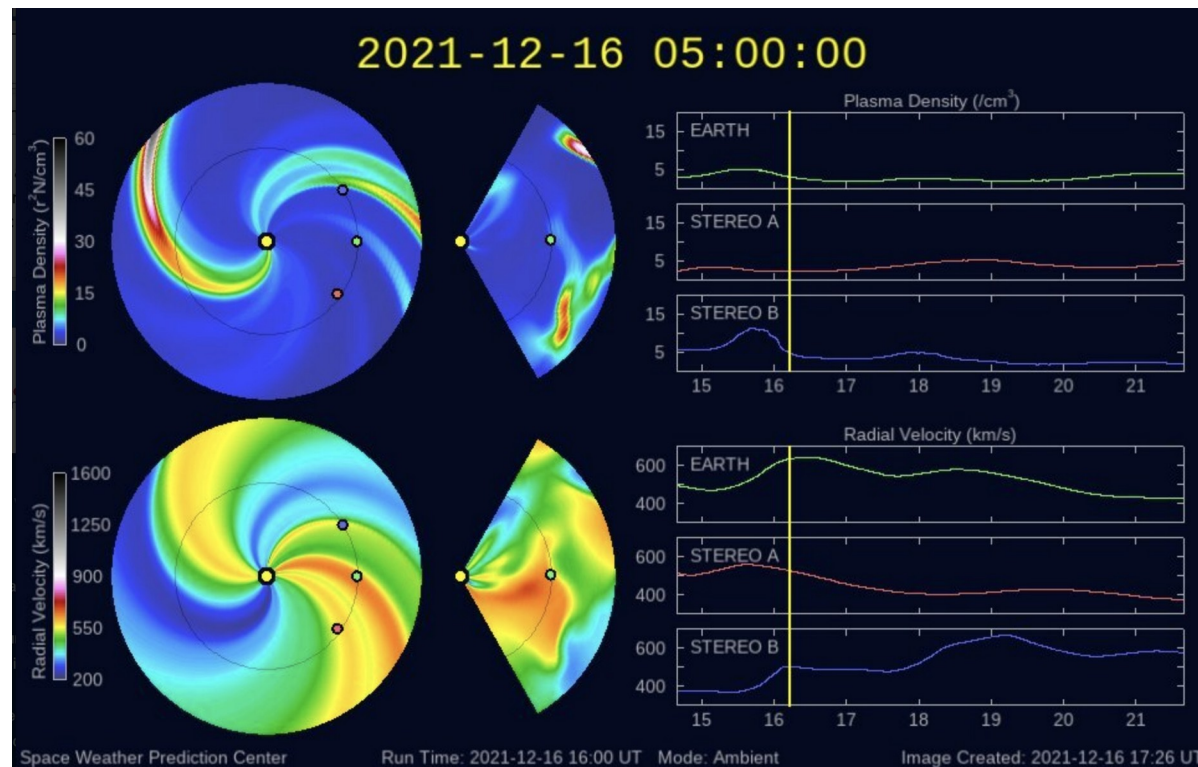 2021-12-16 05:00:00
Plasma Density (r²N/cm³)
60
45
30
15
0
Plasma Density (/cm³)
EARTH
15
5
STEREO A
15
5
STEREO B
15
5
15 16 17 18 19 20 21
Radial Velocity (km/s)
1600
1250
900
550
200
Radial Velocity (km/s)
EARTH
600
400
STEREO A
600
400
STEREO B
600
400
15 16 17 18 19 20 21
Space Weather Prediction Center Run Time: 2021-12-16 16:00 UT Mode: Ambient Image Created: 2021-12-16 17:26 UT